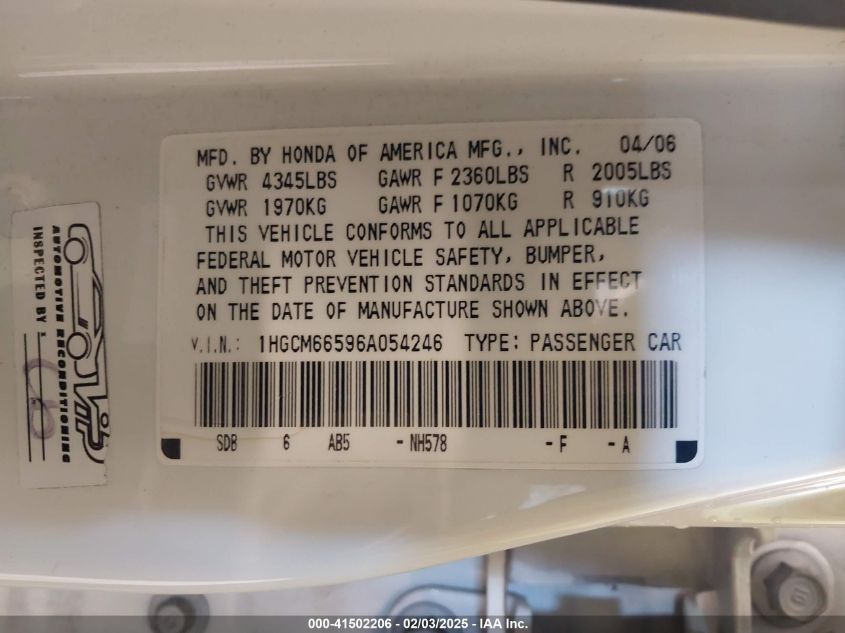 MFD. BY HONDA OF AMERICA MFG., INC. 04/06
GVWR 4345LBS GAWR F 2360LBS R 2005LBS
GVWR 1970KG GAWR F 1070KG R 910KG
THIS VEHICLE CONFORMS TO ALL APPLICABLE
FEDERAL MOTOR VEHICLE SAFETY, BUMPER,
AND THEFT PREVENTION STANDARDS IN EFFECT
ON THE DATE OF MANUFACTURE SHOWN ABOVE.
V.I.N.: 1HGCM66596A054246 TYPE: PASSENGER CAR
SDB 6 AB5 -NH578 -F -A
AUTOMOTIVE RECONDITIONING
INSPECTED BY:
000-41502206 - 02/03/2025 - IAA Inc.